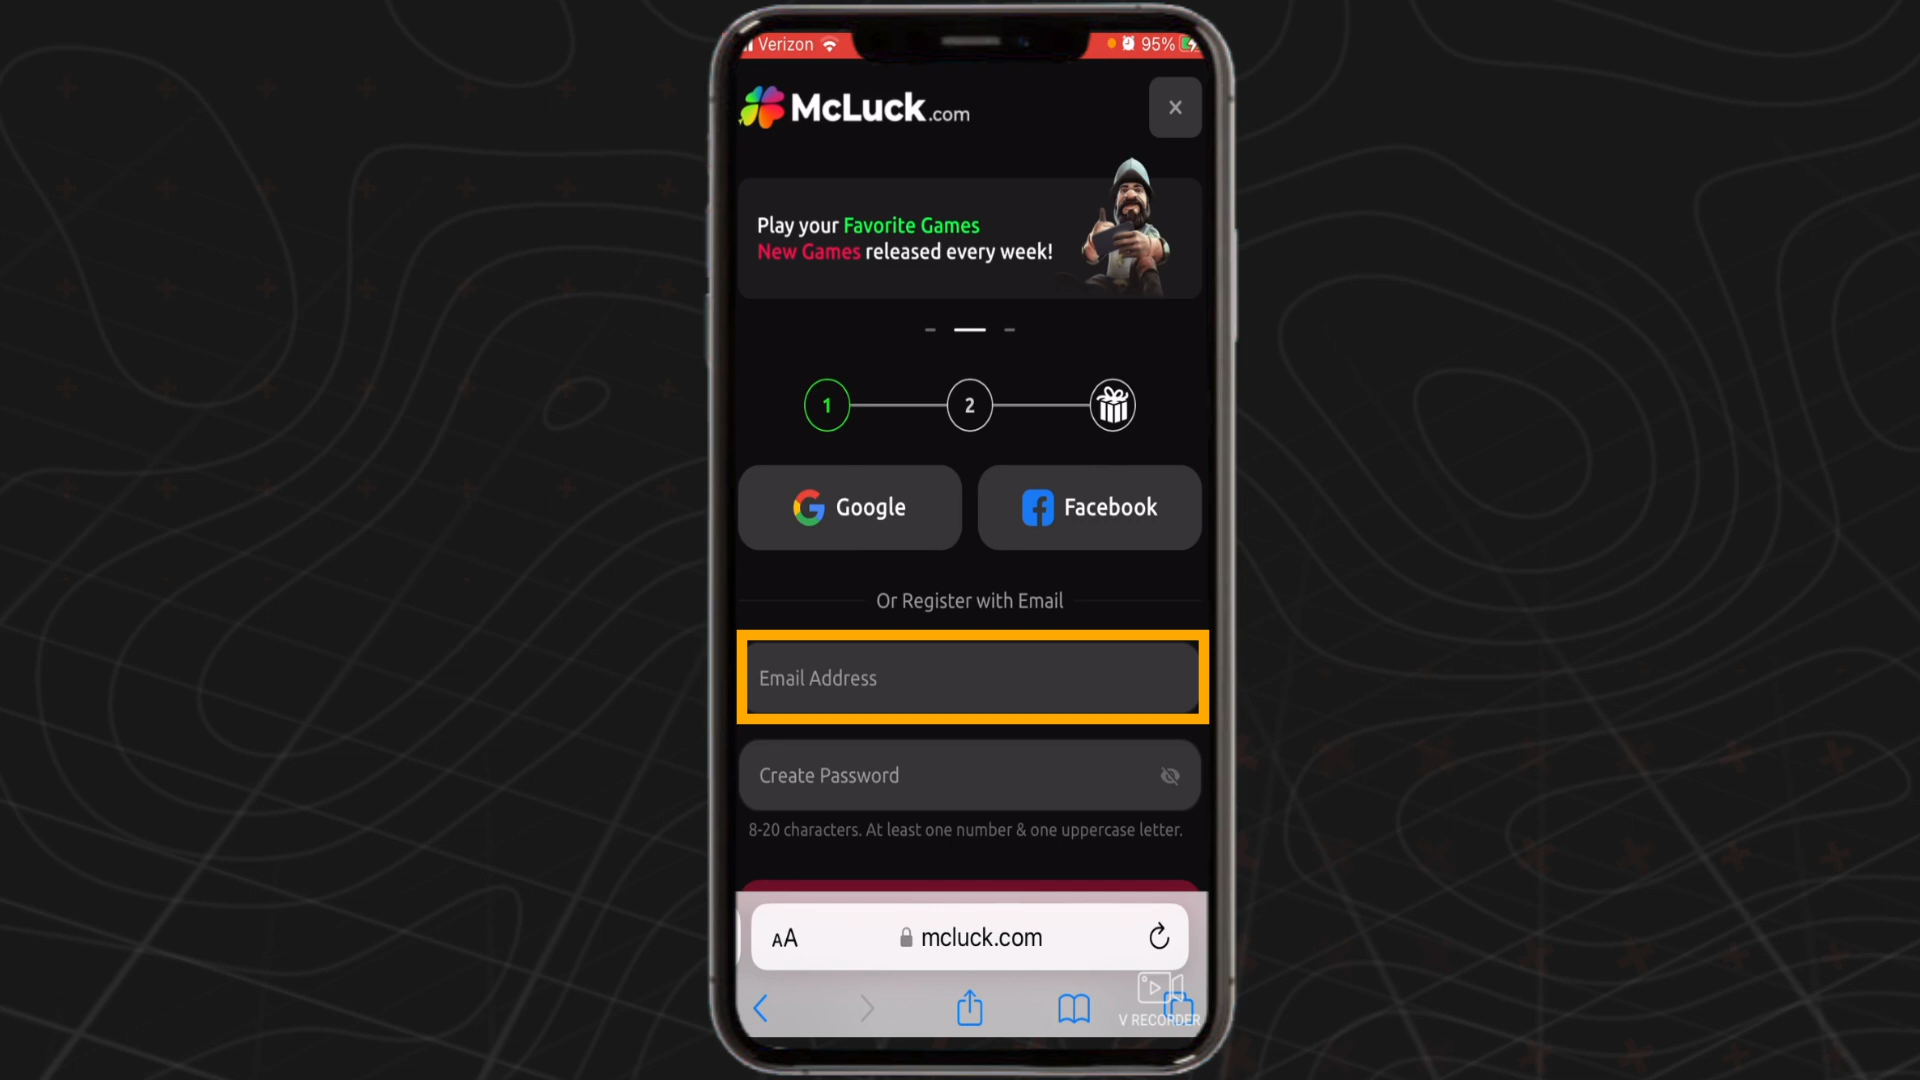 Verizon 95%
McLuck.com
Play your Favorite Games
New Games released every week!
1 2
Google Facebook
Or Register with Email
Email Address
Create Password
8-20 characters. At least one number & one uppercase letter.
AA mcluck.com
V RECORDER